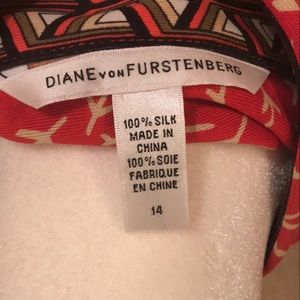 DIANE VON FURSTENBERG
100% SILK
MADE IN
CHINA
100% SOIE
FABRIQUE
EN CHINE
14